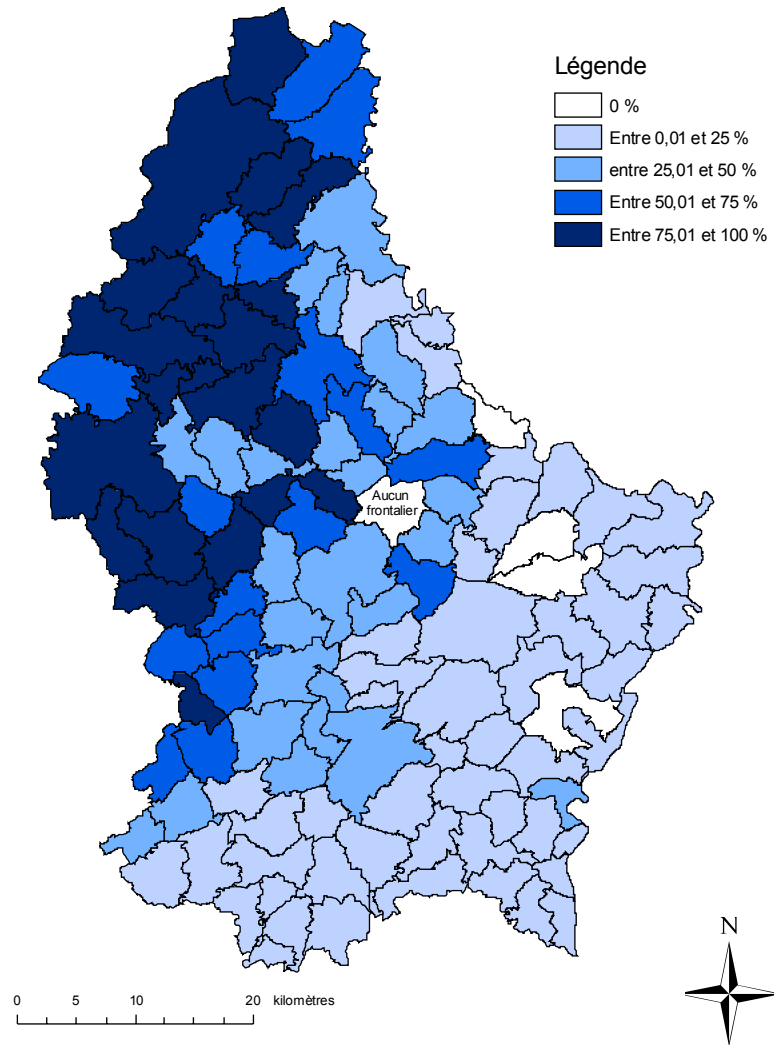 Légende
0 %
Entre 0,01 et 25 %
entre 25,01 et 50 %
Entre 50,01 et 75 %
Entre 75,01 et 100 %
Aucun
frontalier
N
0 5 10 20 kilomètres